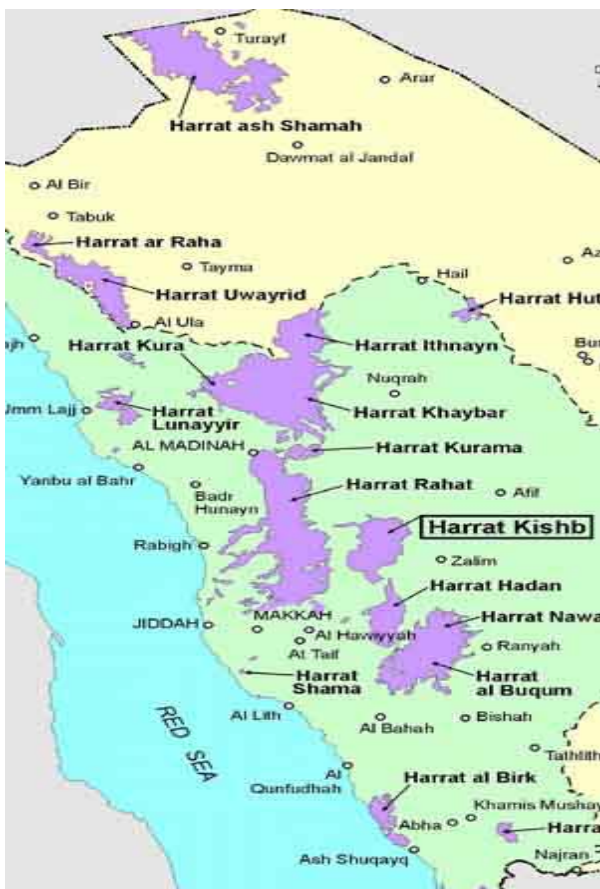 Turayf
Arar
Harrat ash Shamah
Dawmat al Jandal
Al Bir
Tabuk
Harrat ar Raha
Tayma
Hail
Harrat Uwayrid
Harrat Hut
Al Ula
Harrat Kura
Harrat Ithnayn
Nuqrah
Umm Lajj
Harrat
Lunayyir
Harrat Khaybar
AL MADINAH
Harrat Kurama
Yanbu al Bahr
Badr
Hunayn
Harrat Rahat
Afif
Harrat Kishb
Rabigh
Zalim
Harrat Hadan
MAKKAH
JIDDAH
Harrat Nawa
Al Hawiyyah
At Taif
Ranyah
Harrat
Shama
Harrat
al Buqum
Al Lith
RED SEA
Al Bahah
Bishah
Tathlith
Al
Qunfudhah
Harrat al Birk
Khamis Mushay
Abha
Harra
Ash Shuqayq
Najran